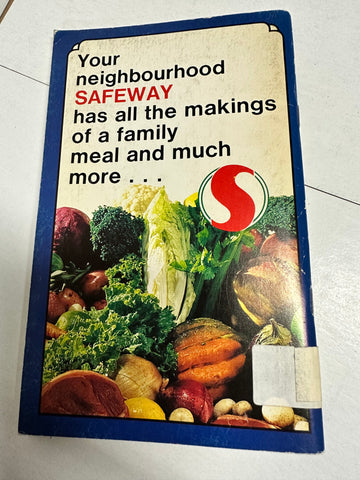 Your
neighbourhood
SAFEWAY
has all the makings
of a family
meal and much
more . . .
S